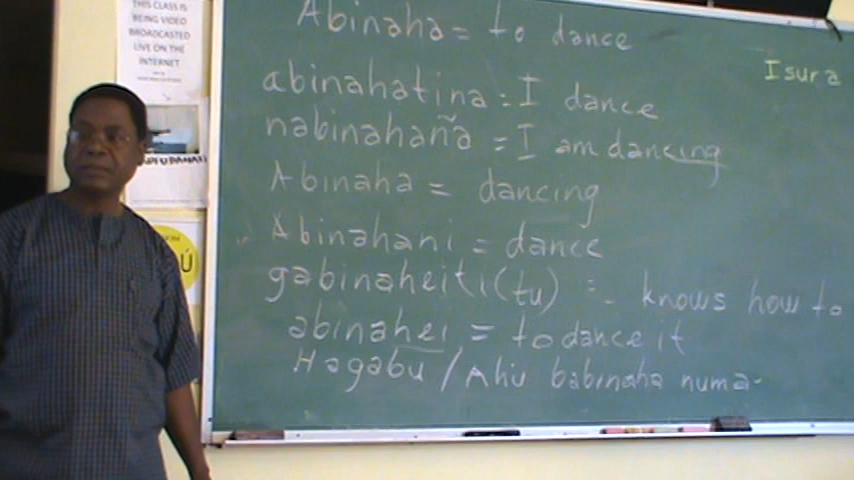 THIS CLASS IS
BEING VIDEO
BROADCASTED
LIVE ON THE
INTERNET
Abinaha = to dance
Isura
abinahatina : I dance
nabinahaña = I am dancing
Abinaha = dancing
Abinahani = dance
gabinaheiti(tu) : knows how to
abinahei = to dance it
Hagabu / Ahü babinaha numa